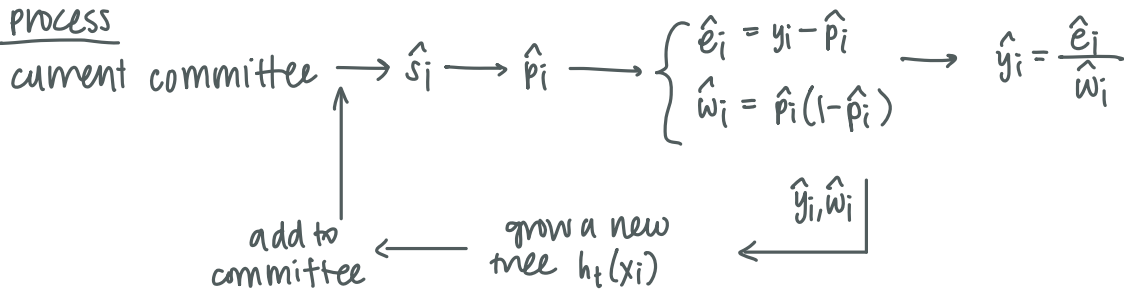 process
current committee → ŝᵢ → p̂ᵢ → { êᵢ = yᵢ − p̂ᵢ
ŵᵢ = p̂ᵢ(1−p̂ᵢ) → ŷᵢ = êᵢ / ŵᵢ
ŷᵢ, ŵᵢ
grow a new
tree hₜ(xᵢ)
add to
committee